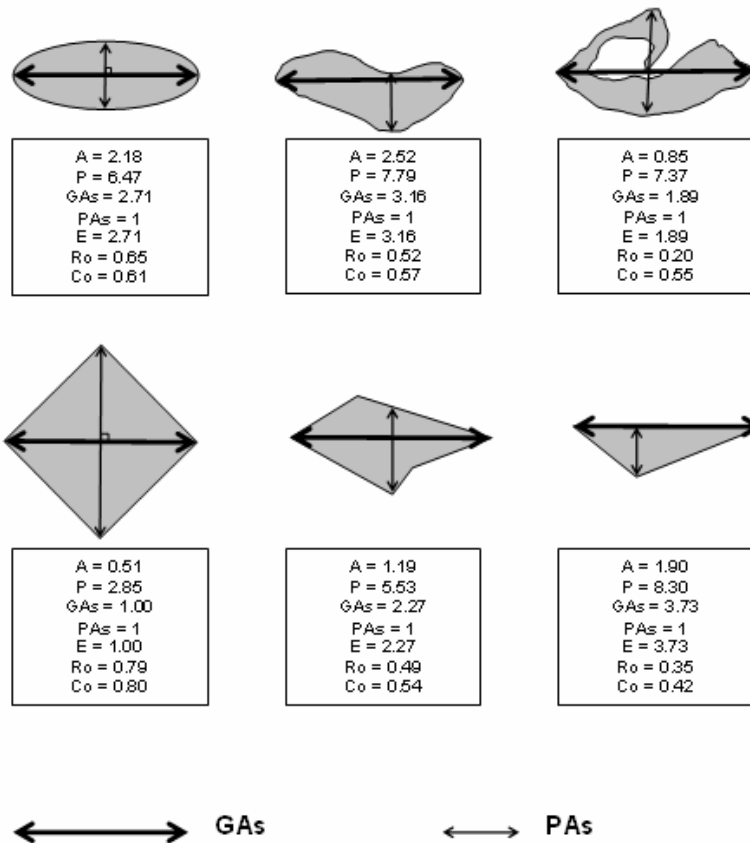 A = 2.18
P = 6.47
GAs = 2.71
PAs = 1
E = 2.71
Ro = 0.65
Co = 0.61
A = 2.52
P = 7.79
GAs = 3.16
PAs = 1
E = 3.16
Ro = 0.52
Co = 0.57
A = 0.85
P = 7.37
GAs = 1.89
PAs = 1
E = 1.89
Ro = 0.20
Co = 0.55
A = 0.51
P = 2.85
GAs = 1.00
PAs = 1
E = 1.00
Ro = 0.79
Co = 0.80
A = 1.19
P = 5.53
GAs = 2.27
PAs = 1
E = 2.27
Ro = 0.49
Co = 0.54
A = 1.90
P = 8.30
GAs = 3.73
PAs = 1
E = 3.73
Ro = 0.35
Co = 0.42
GAs
PAs